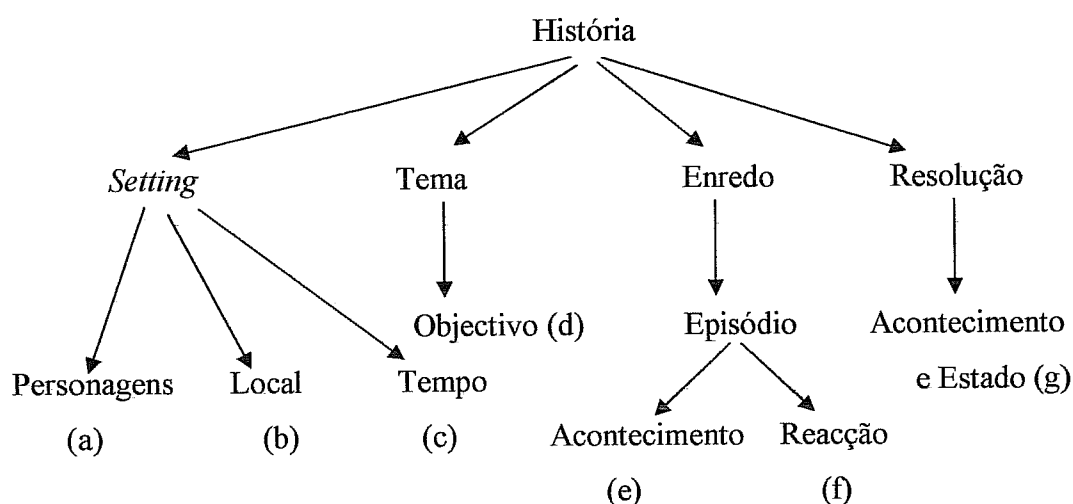 História
Setting Tema Enredo Resolução
Objectivo (d) Episódio Acontecimento
e Estado (g)
Personagens Local Tempo
(a) (b) (c) Acontecimento Reacção
(e) (f)